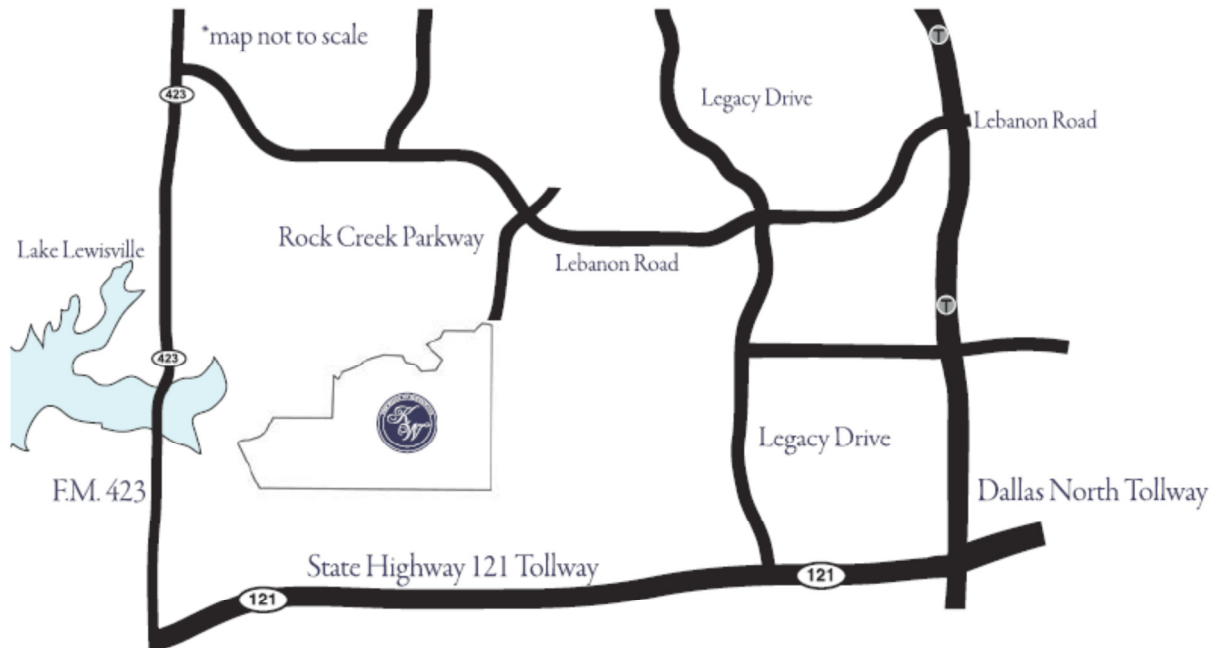 *map not to scale
T
423
Legacy Drive
Lebanon Road
Rock Creek Parkway
Lake Lewisville
Lebanon Road
T
423
KW
Legacy Drive
F.M. 423
Dallas North Tollway
State Highway 121 Tollway
121
121